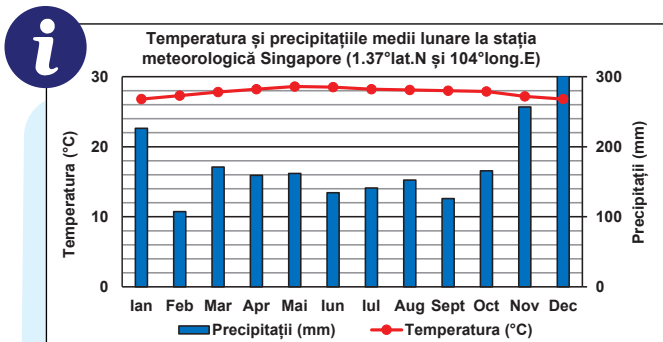 i
Temperatura și precipitațiile medii lunare la stația
meteorologică Singapore (1.37°lat.N și 104°long.E)
Temperatura (°C)
30
20
10
0
300
200
100
0
Precipitații (mm)
Ian Feb Mar Apr Mai Iun Iul Aug Sept Oct Nov Dec
Precipitații (mm) Temperatura (°C)